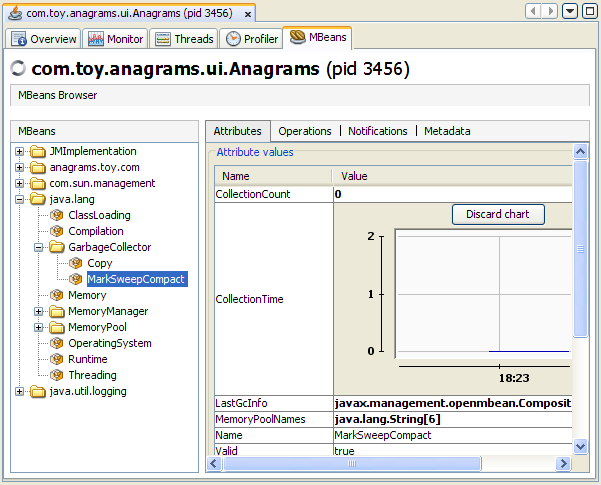 com.toy.anagrams.ui.Anagrams (pid 3456)
Overview Monitor Threads Profiler MBeans
com.toy.anagrams.ui.Anagrams (pid 3456)
MBeans Browser
MBeans
JMImplementation
anagrams.toy.com
com.sun.management
java.lang
ClassLoading
Compilation
GarbageCollector
Copy
MarkSweepCompact
Memory
MemoryManager
MemoryPool
OperatingSystem
Runtime
Threading
java.util.logging
Attributes Operations Notifications Metadata
Attribute values
Name Value
CollectionCount 0
Discard chart
2
1
CollectionTime
0
18:23
LastGcInfo javax.management.openmbean.Composit
MemoryPoolNames java.lang.String[6]
Name MarkSweepCompact
Valid true